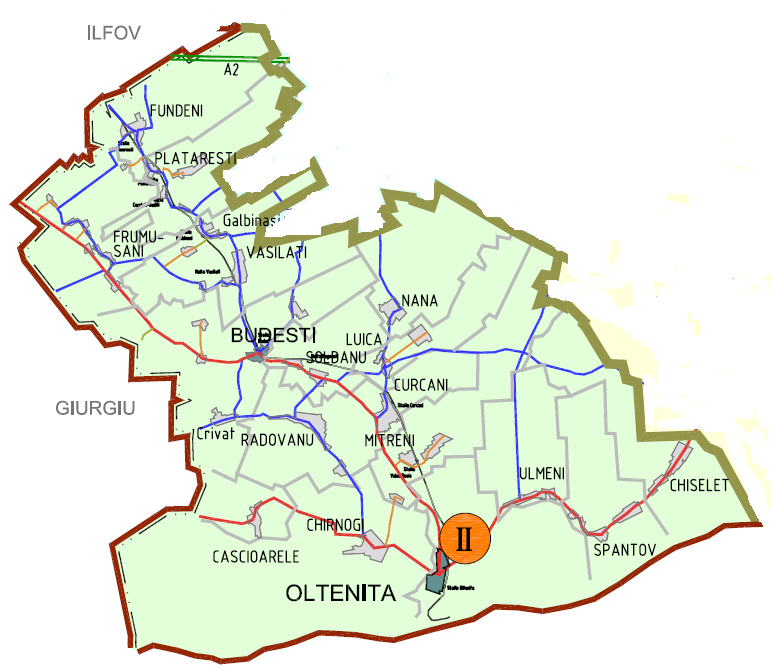 ILFOV
A2
FUNDENI
PLATARESTI
Galbinasi
FRUMU-
SANI
VASILATI
NANA
BUDESTI
LUICA
SOLDANU
CURCANI
GIURGIU
Crivat
RADOVANU
MITRENI
ULMENI
CHISELET
CHIRNOGI
II
CASCIOARELE
SPANTOV
OLTENITA